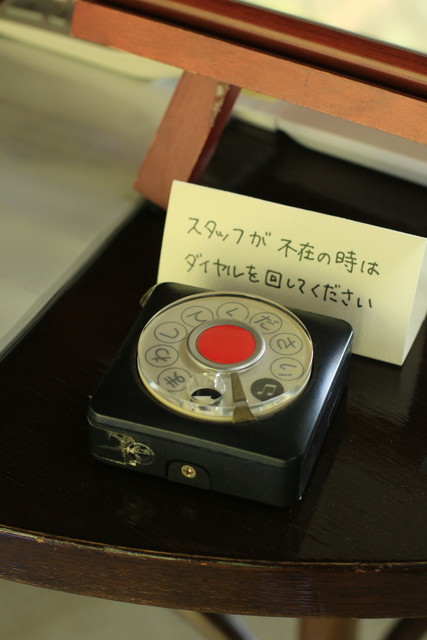 スタッフが 不在の時は
ダイヤルを回してください
まわしてください♪